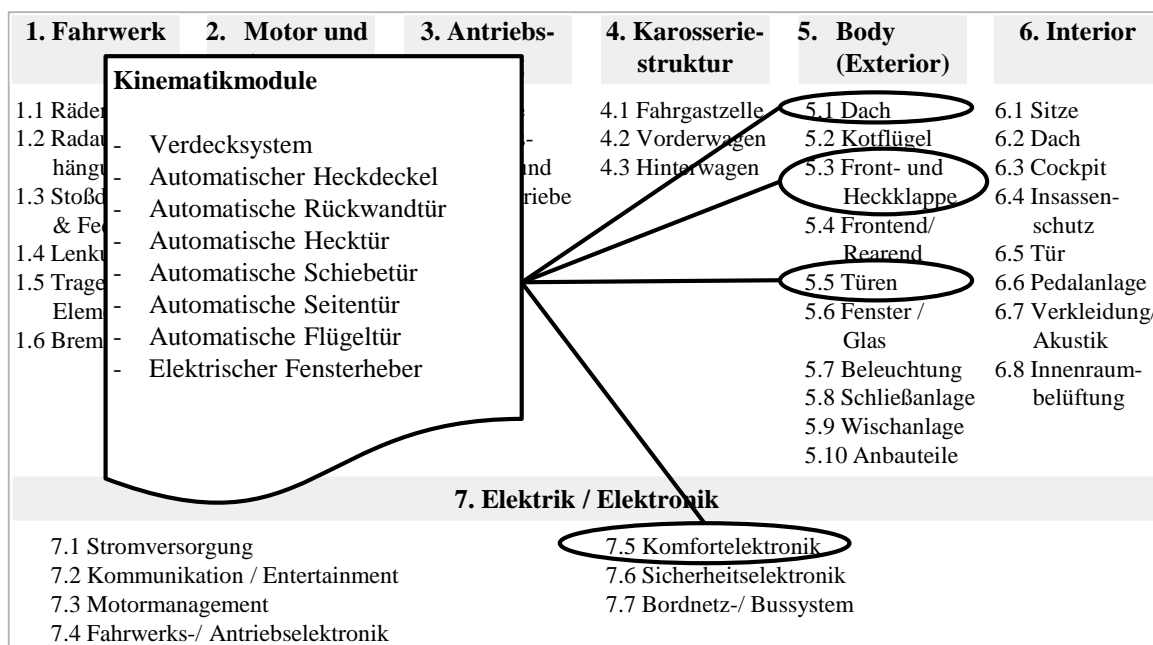 1. Fahrwerk
2. Motor und
3. Antriebs-
4. Karosserie-
struktur
5. Body
(Exterior)
6. Interior
Kinematikmodule
- Verdecksystem
- Automatischer Heckdeckel
- Automatische Rückwandtür
- Automatische Hecktür
- Automatische Schiebetür
- Automatische Seitentür
- Automatische Flügeltür
- Elektrischer Fensterheber
1.1 Räder
1.2 Radau
häng
1.3 Stoßd
& Fe
1.4 Lenku
1.5 Trage
Elem
1.6 Brem
und
riebe
4.1 Fahrgastzelle
4.2 Vorderwagen
4.3 Hinterwagen
5.1 Dach
5.2 Kotflügel
5.3 Front- und
Heckklappe
5.4 Frontend/
Rearend
5.5 Türen
5.6 Fenster /
Glas
5.7 Beleuchtung
5.8 Schließanlage
5.9 Wischanlage
5.10 Anbauteile
6.1 Sitze
6.2 Dach
6.3 Cockpit
6.4 Insassen-
schutz
6.5 Tür
6.6 Pedalanlage
6.7 Verkleidung/
Akustik
6.8 Innenraum-
belüftung
7. Elektrik / Elektronik
7.1 Stromversorgung
7.2 Kommunikation / Entertainment
7.3 Motormanagement
7.4 Fahrwerks-/ Antriebselektronik
7.5 Komfortelektronik
7.6 Sicherheitselektronik
7.7 Bordnetz-/ Bussystem